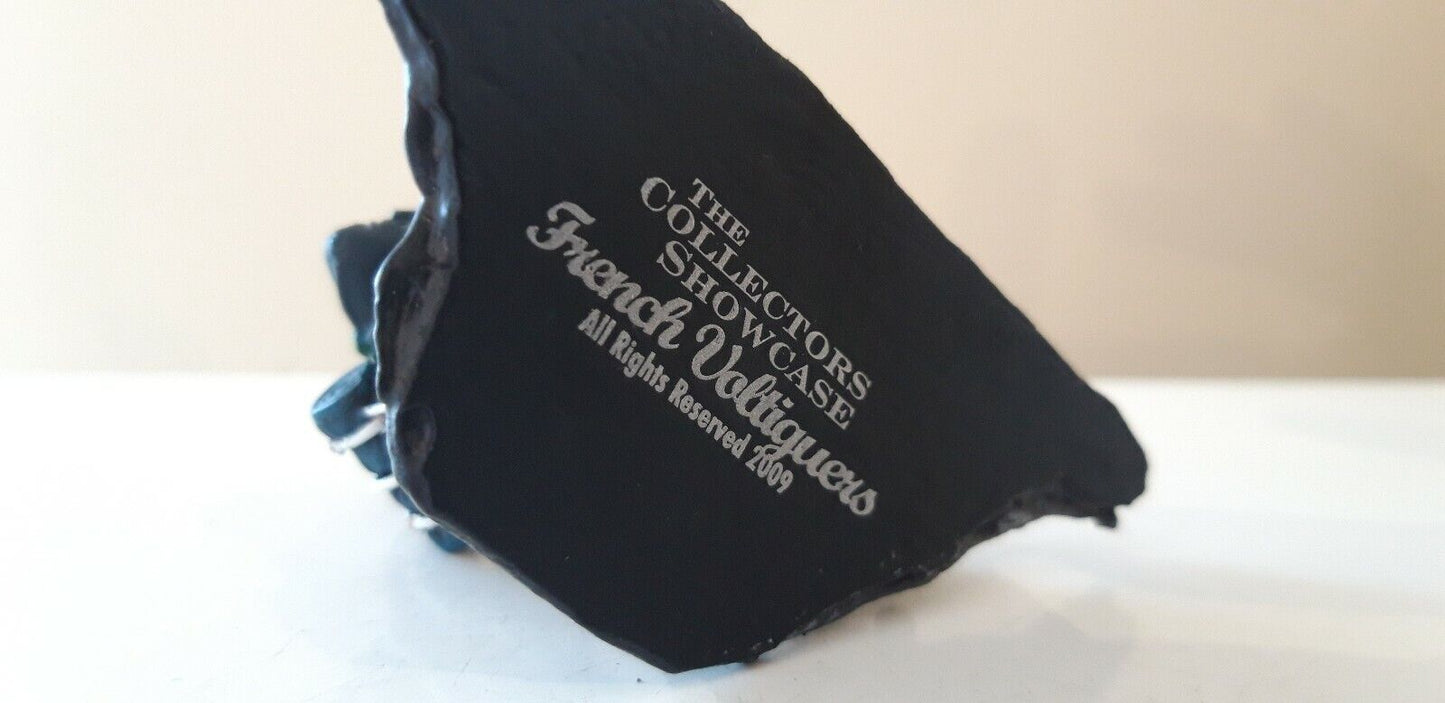 THE
COLLECTORS
SHOWCASE
French Voltiguers
All Rights Reserved 2009